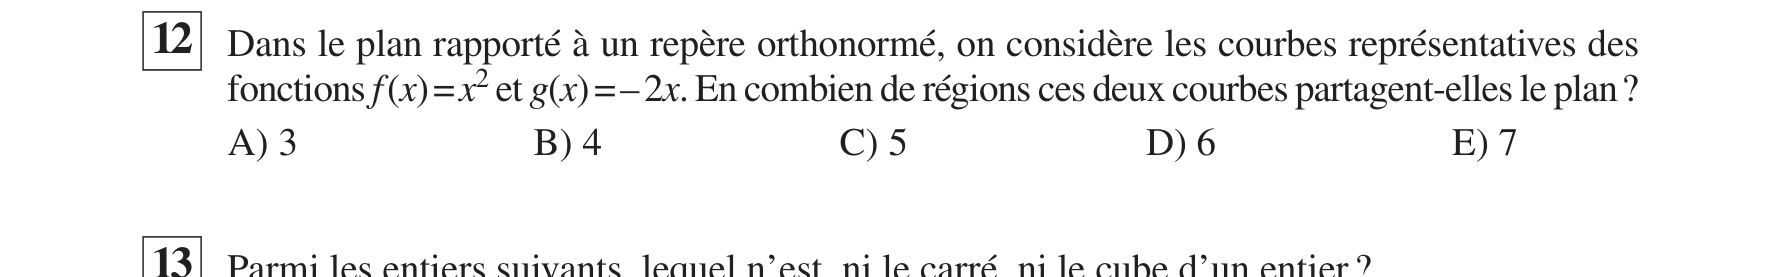 12 Dans le plan rapporté à un repère orthonormé, on considère les courbes représentatives des
fonctions f(x)=x² et g(x)=–2x. En combien de régions ces deux courbes partagent-elles le plan ?
A) 3 B) 4 C) 5 D) 6 E) 7
13 Parmi les entiers suivants, lequel n’est, ni le carré, ni le cube d’un entier ?